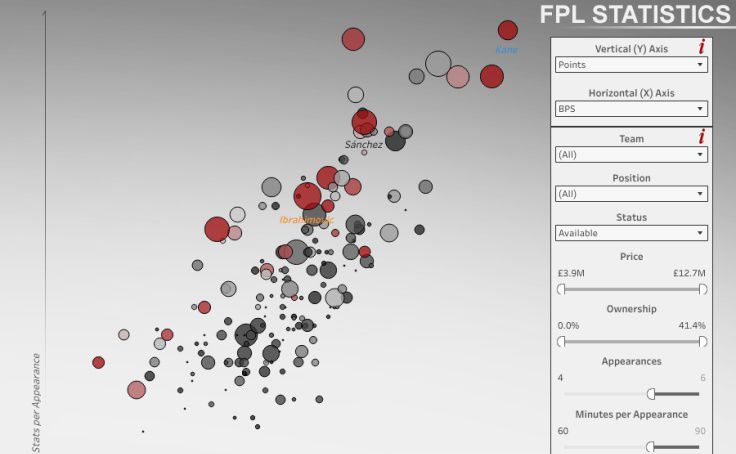 FPL STATISTICS
Kane
Sánchez
Ibrahimovic
Stats per Appearance
Vertical (Y) Axis
i
Points
Horizontal (X) Axis
BPS
Team
i
(All)
Position
(All)
Status
Available
Price
£3.9M £12.7M
Ownership
0.0% 41.4%
Appearances
4 6
Minutes per Appearance
60 90